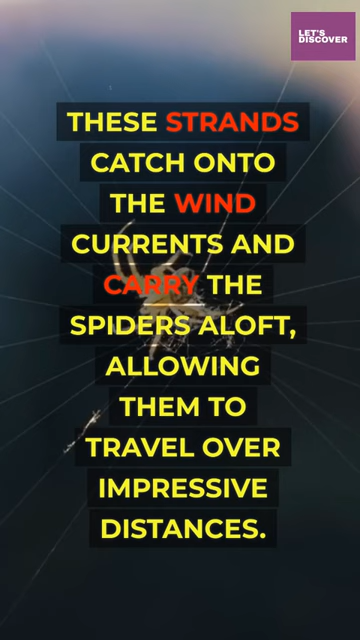 LET'S
DISCOVER
THESE STRANDS
CATCH ONTO
THE WIND
CURRENTS AND
CARRY THE
SPIDERS ALOFT,
ALLOWING
THEM TO
TRAVEL OVER
IMPRESSIVE
DISTANCES.